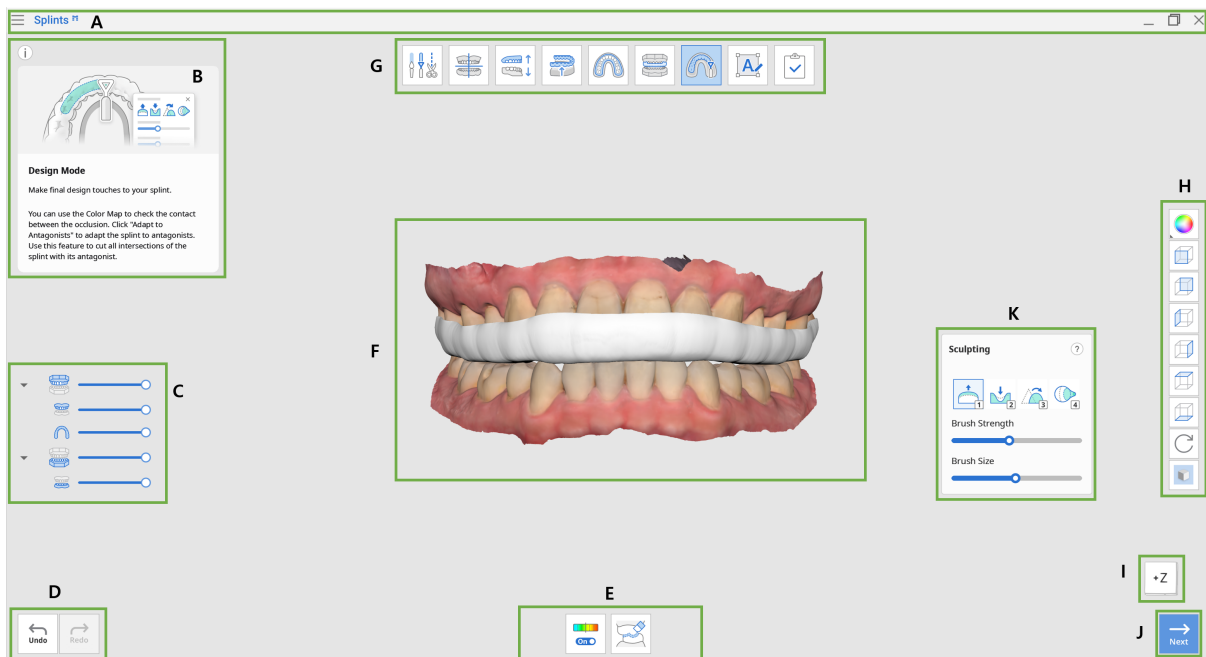 Splints
A
B
G
Design Mode
Make final design touches to your splint.
You can use the Color Map to check the contact
between the occlusion. Click "Adapt to
Antagonists" to adapt the splint to antagonists.
Use this feature to cut all intersections of the
splint with its antagonist.
H
K
F
C
Sculpting ?
1 2 3 4
Brush Strength
Brush Size
I
+Z
D
E
J
Undo
Redo
On
Next